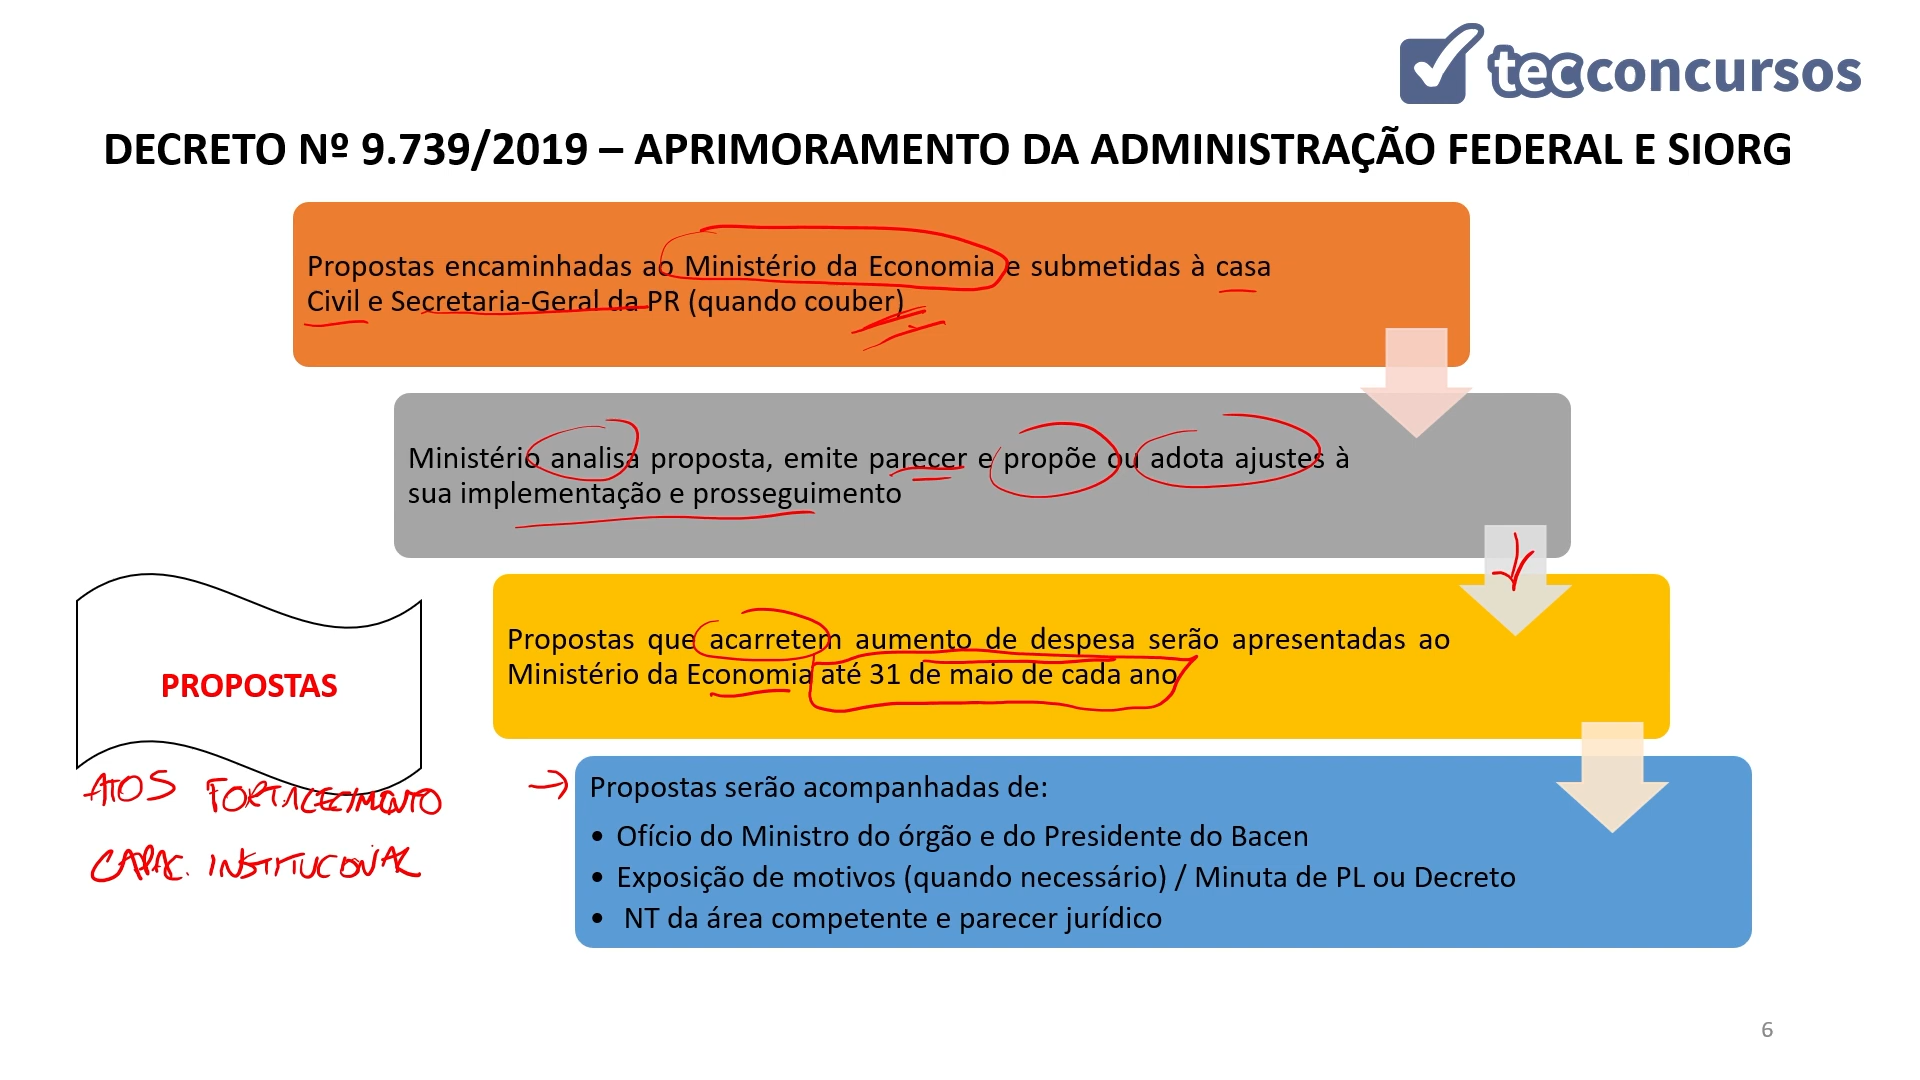 tecconcursos
DECRETO Nº 9.739/2019 – APRIMORAMENTO DA ADMINISTRAÇÃO FEDERAL E SIORG
Propostas encaminhadas ao Ministério da Economia e submetidas à casa
Civil e Secretaria-Geral da PR (quando couber)
Ministério analisa proposta, emite parecer e propõe ou adota ajustes à
sua implementação e prosseguimento
Propostas que acarretem aumento de despesa serão apresentadas ao
Ministério da Economia até 31 de maio de cada ano
PROPOSTAS
ATOS FORTALECIMENTO
CAPAC. INSTITUCIONAL
Propostas serão acompanhadas de:
• Ofício do Ministro do órgão e do Presidente do Bacen
• Exposição de motivos (quando necessário) / Minuta de PL ou Decreto
• NT da área competente e parecer jurídico
6